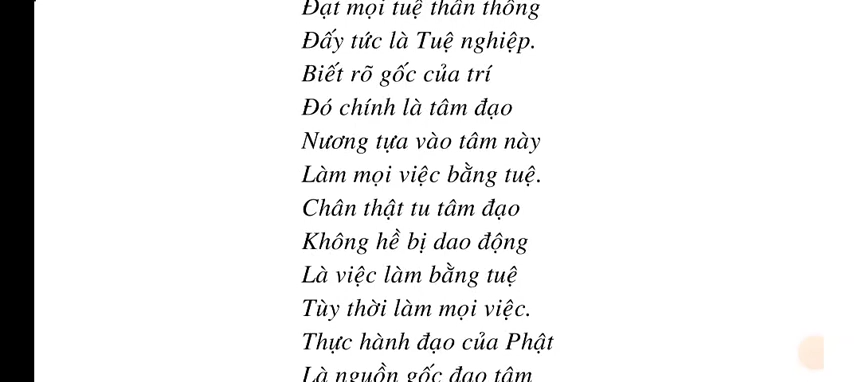 Đạt mọi tuệ thần thông
Đấy tức là Tuệ nghiệp.
Biết rõ gốc của trí
Đó chính là tâm đạo
Nương tựa vào tâm này
Làm mọi việc bằng tuệ.
Chân thật tu tâm đạo
Không hề bị dao động
Là việc làm bằng tuệ
Tùy thời làm mọi việc.
Thực hành đạo của Phật
Là nguồn gốc đạo tâm